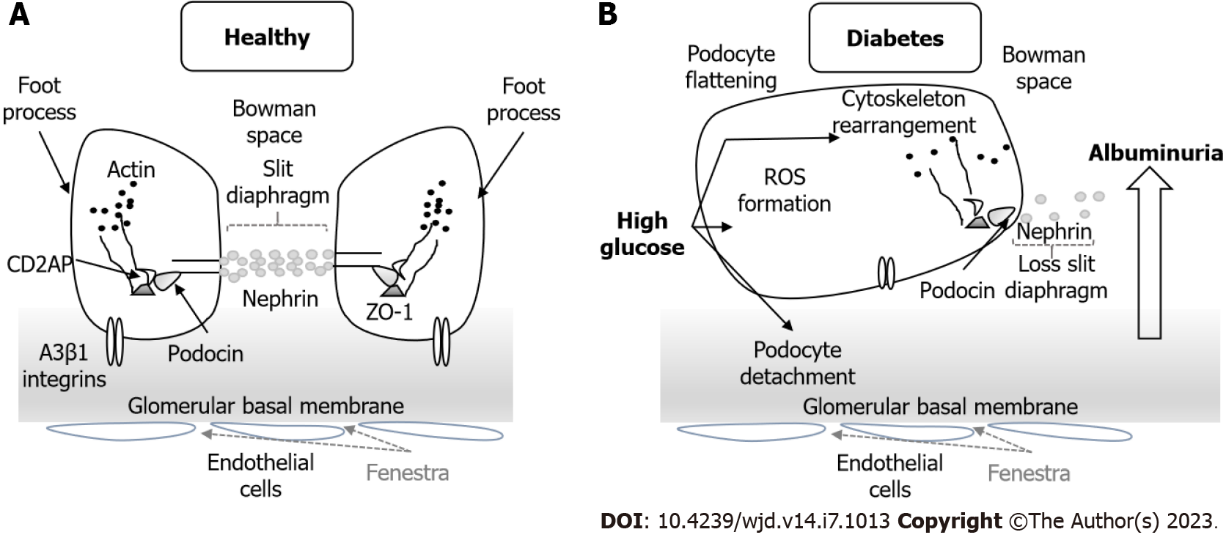 A
Healthy
Foot
process
Bowman
space
Foot
process
Actin
Slit
diaphragm
CD2AP
Nephrin
ZO-1
A3β1
integrins
Podocin
Glomerular basal membrane
Endothelial
cells
Fenestra
B
Diabetes
Podocyte
flattening
Bowman
space
Cytoskeleton
rearrangement
Albuminuria
ROS
formation
High
glucose
Nephrin
Loss slit
diaphragm
Podocin
Podocyte
detachment
Glomerular basal membrane
Endothelial
cells
Fenestra
DOI: 10.4239/wjd.v14.i7.1013 Copyright ©The Author(s) 2023.